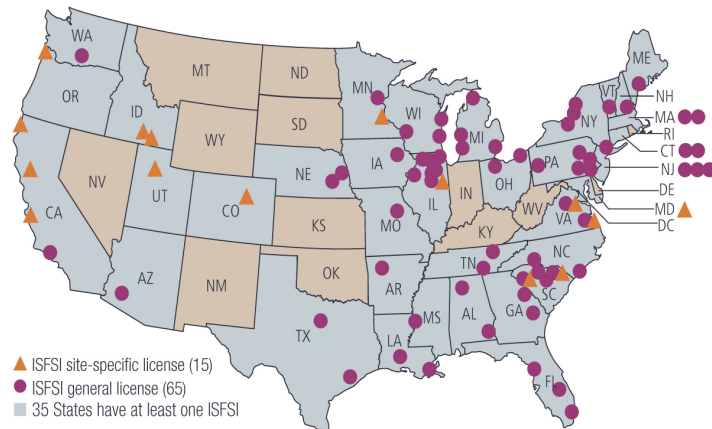 WA
ME
MT
ND
MN
VT
NH
OR
ID
WI
MA
SD
MI
NY
RI
WY
CT
IA
PA
NE
NJ
NV
OH
UT
IL
IN
DE
CA
CO
WV
MD
VA
KS
MO
KY
DC
NC
TN
AZ
OK
NM
AR
SC
MS
AL
GA
TX
LA
FL
ISFSI site-specific license (15)
ISFSI general license (65)
35 States have at least one ISFSI